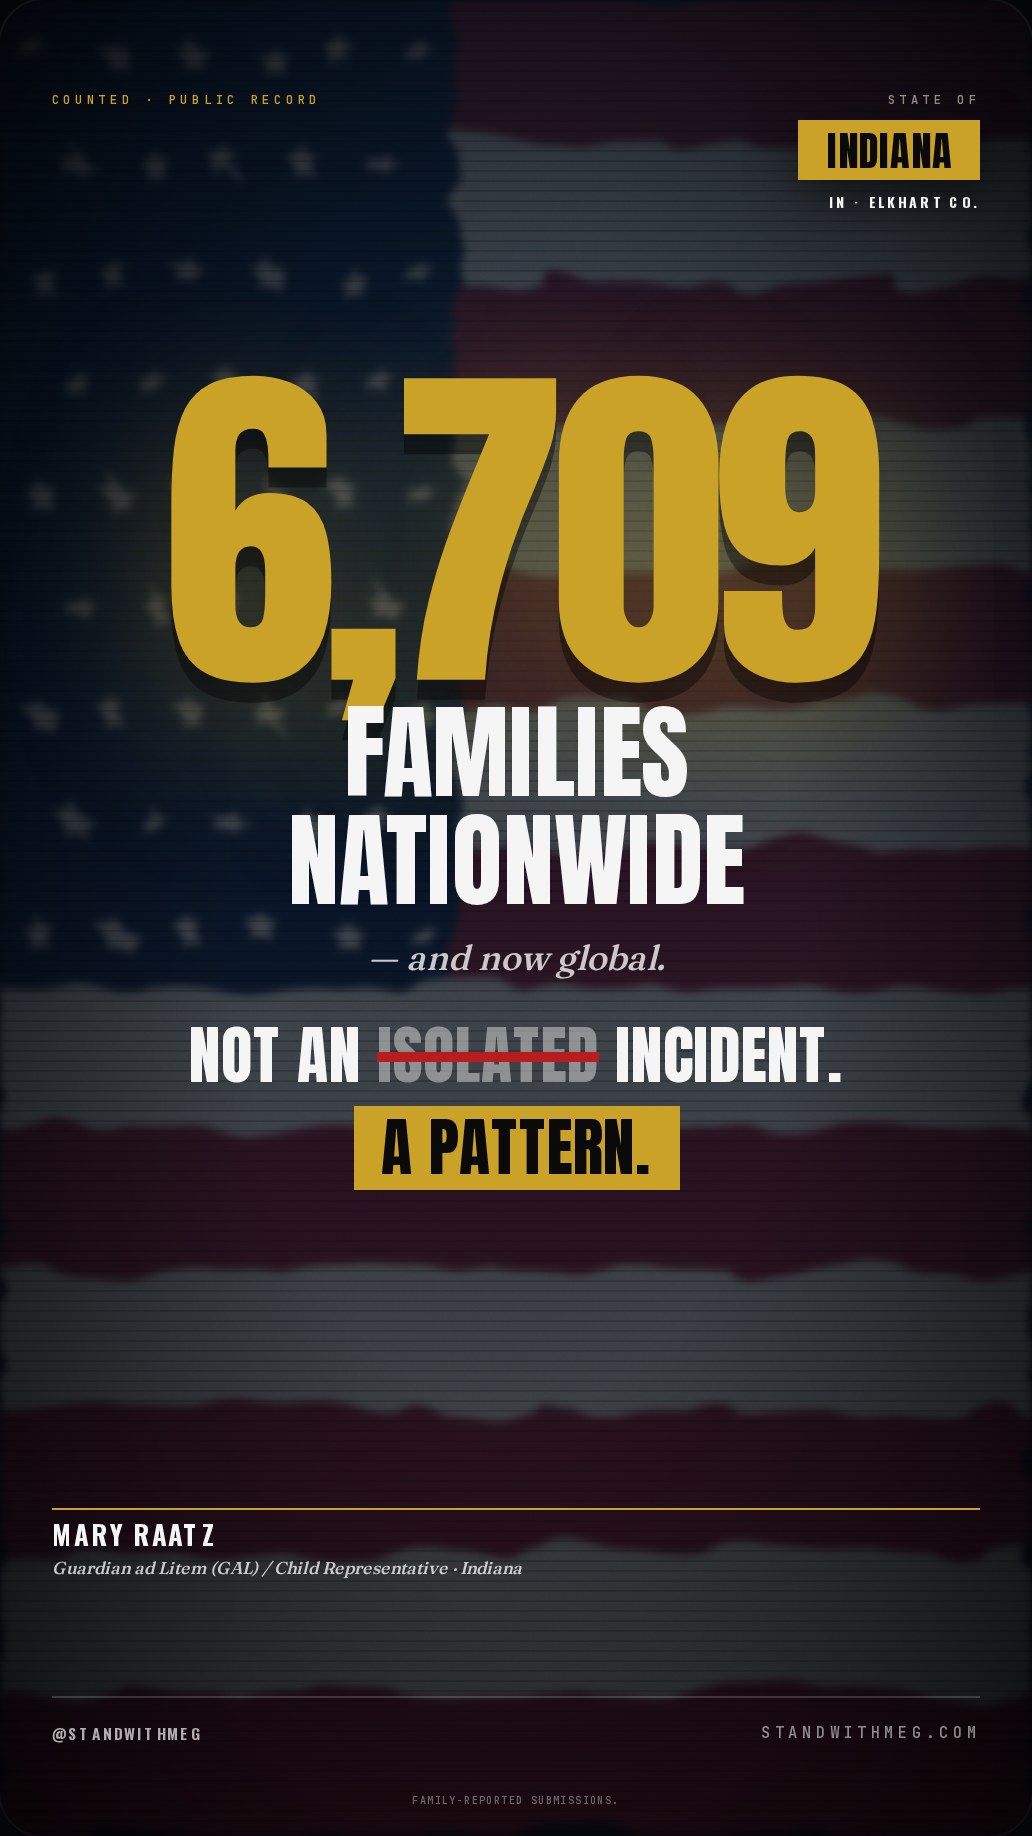 COUNTED · PUBLIC RECORD
STATE OF
INDIANA
IN · ELKHART CO.
6,709
FAMILIES
NATIONWIDE
— and now global.
NOT AN ISOLATED INCIDENT.
A PATTERN.
MARY RAATZ
Guardian ad Litem (GAL) / Child Representative · Indiana
@STANDWITHMEG
STANDWITHMEG.COM
FAMILY-REPORTED SUBMISSIONS.